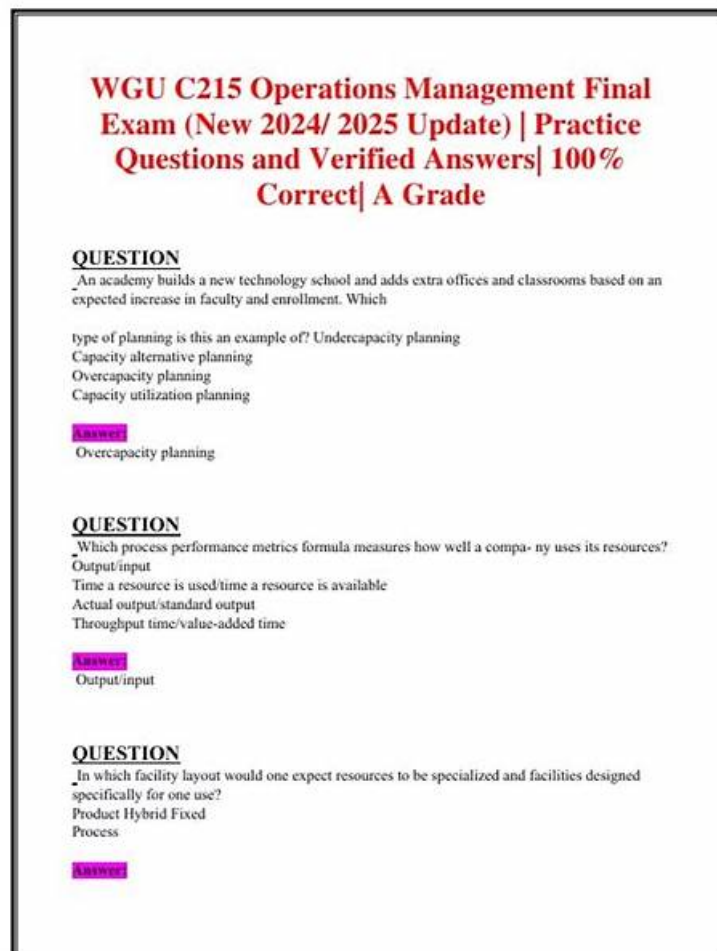 WGU C215 Operations Management Final
Exam (New 2024/ 2025 Update) | Practice
Questions and Verified Answers| 100%
Correct| A Grade
QUESTION
An academy builds a new technology school and adds extra offices and classrooms based on an
expected increase in faculty and enrollment. Which
type of planning is this an example of? Undercapacity planning
Capacity alternative planning
Overcapacity planning
Capacity utilization planning
Answer:
Overcapacity planning
QUESTION
Which process performance metrics formula measures how well a compa- ny uses its resources?
Output/input
Time a resource is used/time a resource is available
Actual output/standard output
Throughput time/value-added time
Answer:
Output/input
QUESTION
In which facility layout would one expect resources to be specialized and facilities designed
specifically for one use?
Product Hybrid Fixed
Process
Answer: